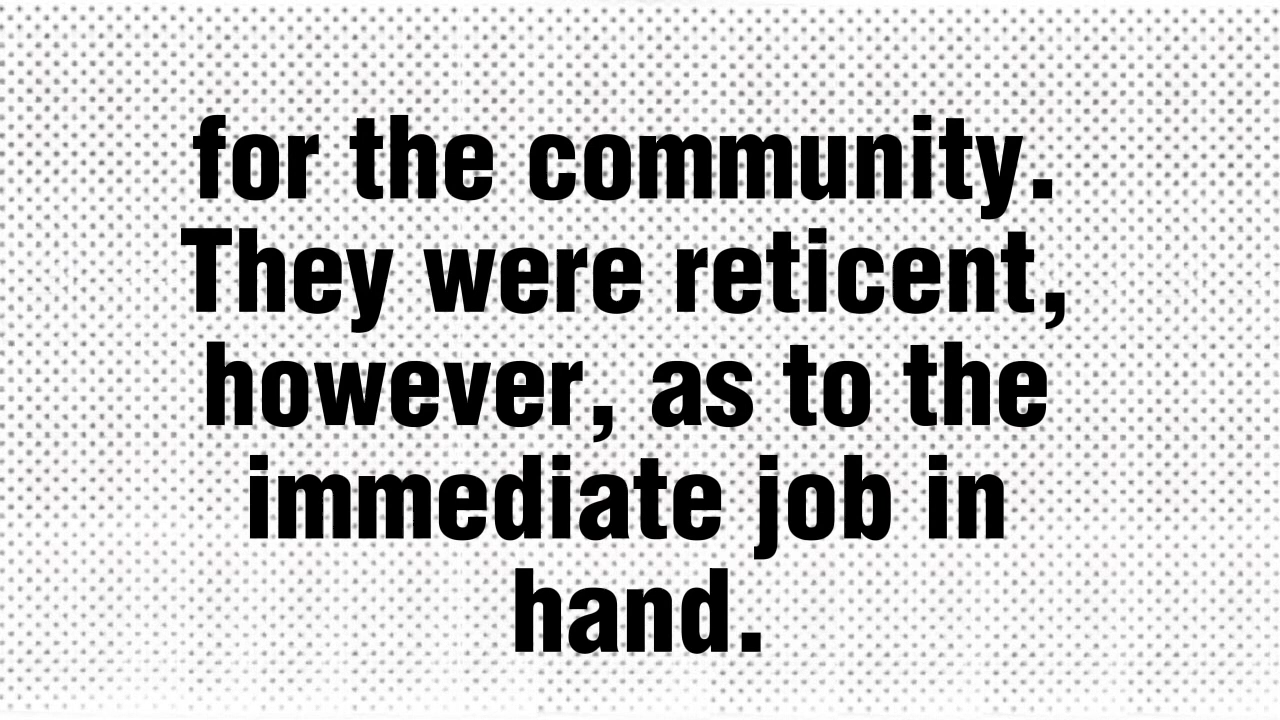 for the community.
They were reticent,
however, as to the
immediate job in
hand.